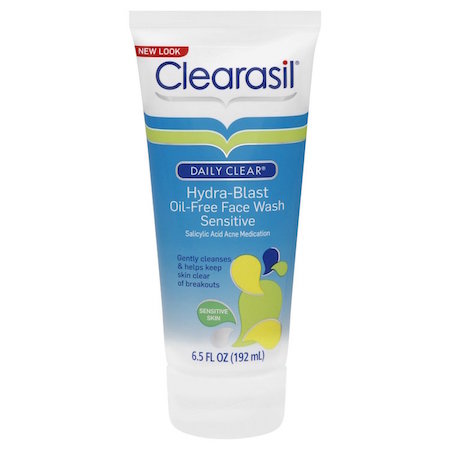 NEW LOOK
Clearasil®
DAILY CLEAR®
Hydra-Blast
Oil-Free Face Wash
Sensitive
Salicylic Acid Acne Medication
Gently cleanses
& helps keep
skin clear
of breakouts
SENSITIVE
SKIN
6.5 FL OZ (192 mL)